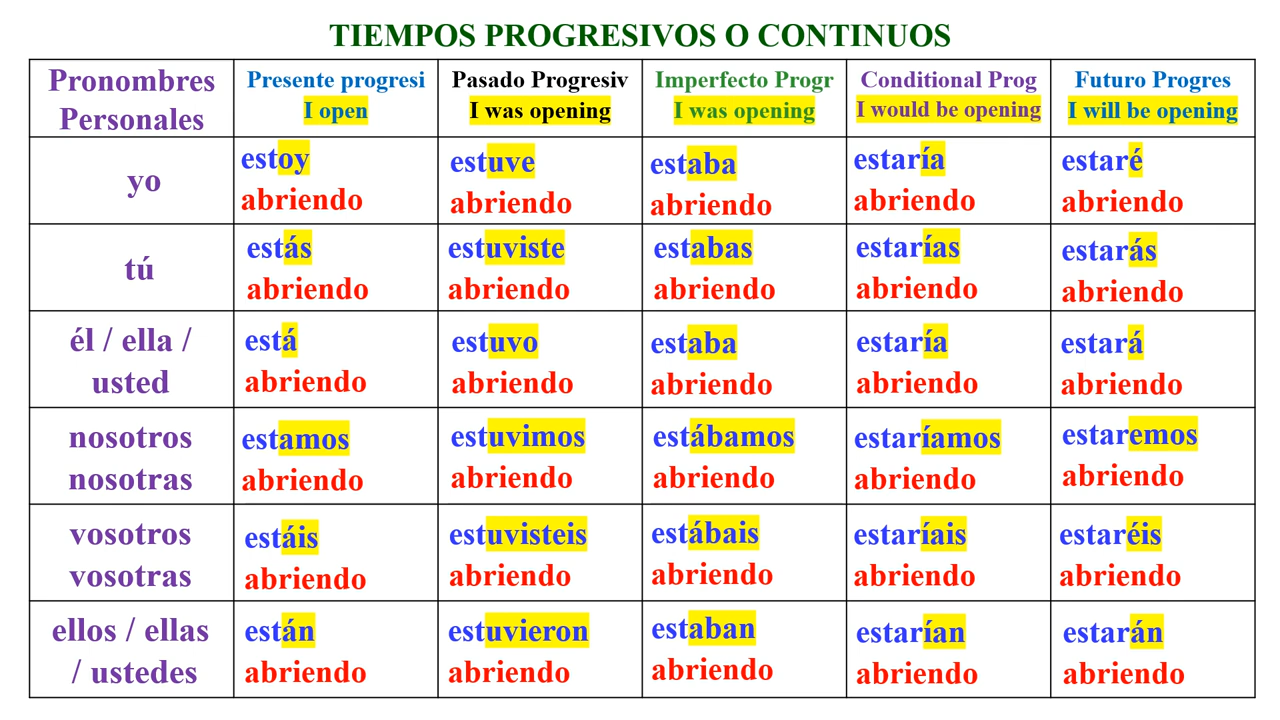 TIEMPOS PROGRESIVOS O CONTINUOS
Pronombres
Personales
Presente progresi
I open
Pasado Progresiv
I was opening
Imperfecto Progr
I was opening
Conditional Prog
I would be opening
Futuro Progres
I will be opening
yo
estoy
abriendo
estuve
abriendo
estaba
abriendo
estaría
abriendo
estaré
abriendo
tú
estás
abriendo
estuviste
abriendo
estabas
abriendo
estarías
abriendo
estarás
abriendo
él / ella /
usted
está
abriendo
estuvo
abriendo
estaba
abriendo
estaría
abriendo
estará
abriendo
nosotros
nosotras
estamos
abriendo
estuvimos
abriendo
estábamos
abriendo
estaríamos
abriendo
estaremos
abriendo
vosotros
vosotras
estáis
abriendo
estuvisteis
abriendo
estábais
abriendo
estaríais
abriendo
estaréis
abriendo
ellos / ellas
/ ustedes
están
abriendo
estuvieron
abriendo
estaban
abriendo
estarían
abriendo
estarán
abriendo